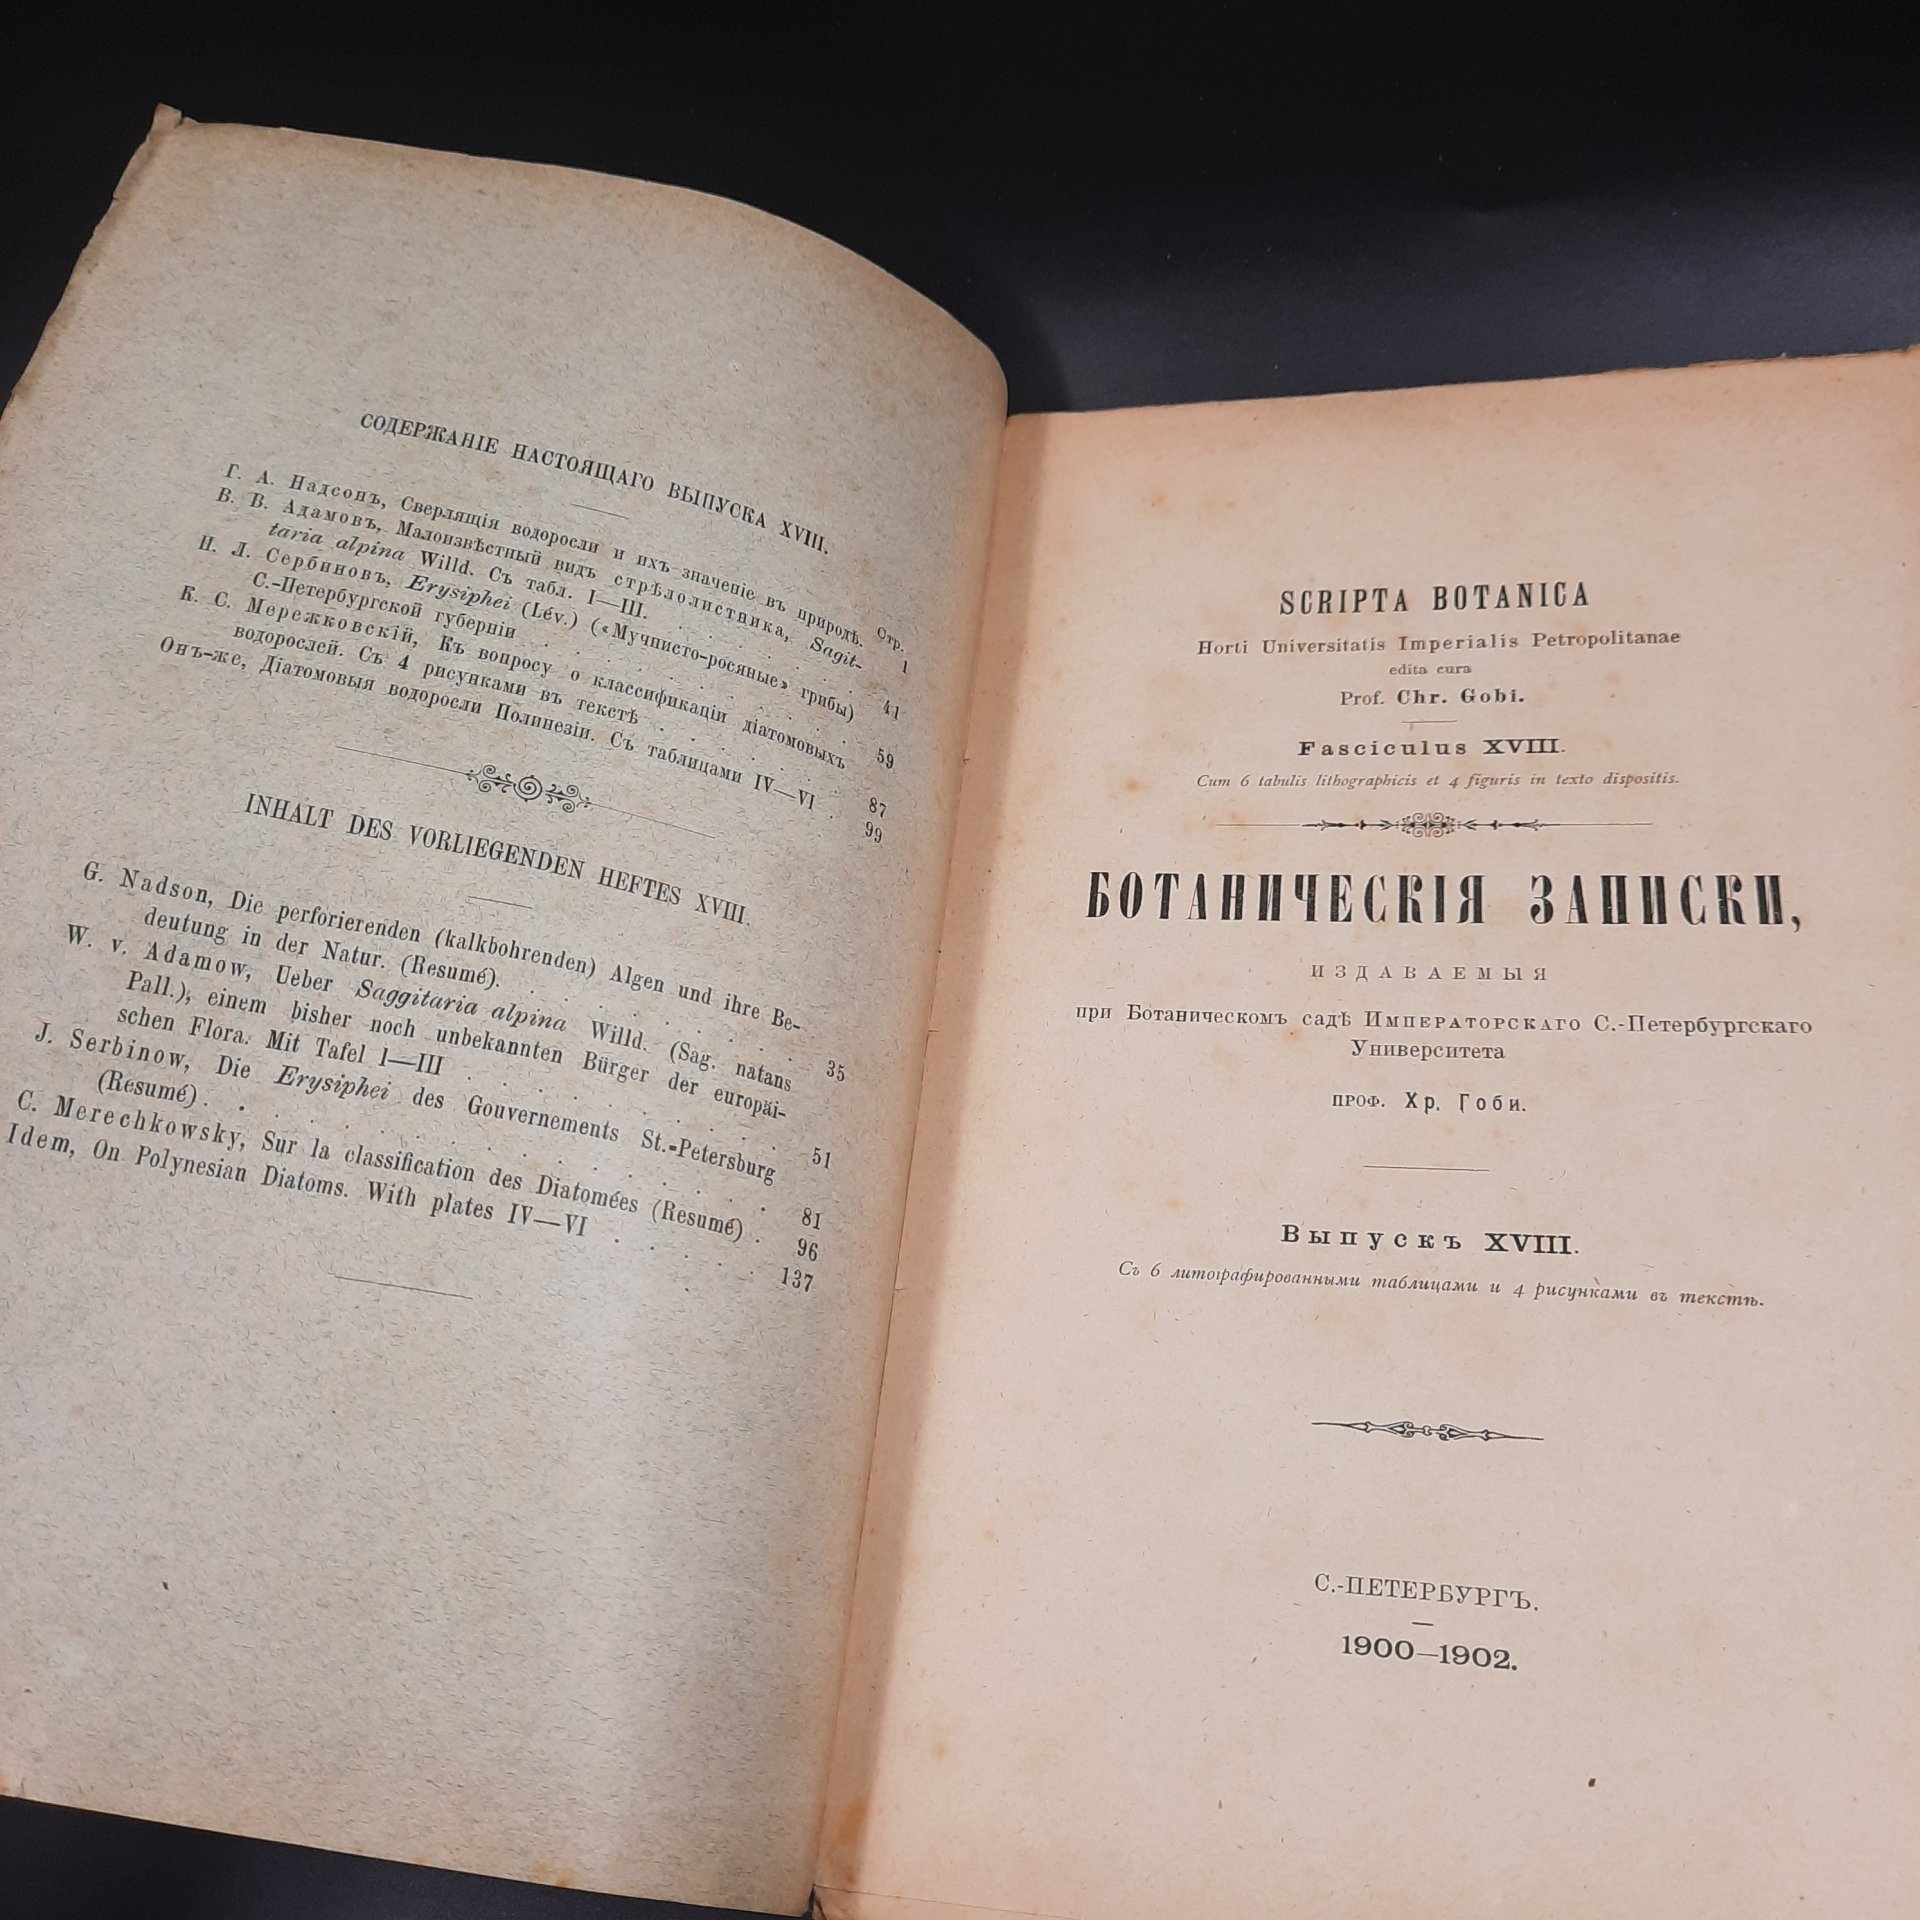 СОДЕРЖАНІЕ НАСТОЯЩАГО ВЫПУСКА XVIII.
Стр.
Г. А. Надсонъ, Сверлящія водоросли и ихъ значеніе въ природѣ. 1
В. В. Адамовъ, Малоизвѣстный видъ стрѣлолистника, Sagit-
taria alpina Willd. Съ табл. I—III. 41
И. Л. Сербиновъ, Erysiphei (Lév.) («Мучнисто-росяные» грибы)
С.-Петербургской губерніи 59
К. С. Мережковскій, Къ вопросу о классификаціи діатомовыхъ
водорослей. Съ 4 рисунками въ текстѣ 87
Онъ-же, Діатомовыя водоросли Полинезіи. Съ таблицами IV—VI 99
INHALT DES VORLIEGENDEN HEFTES XVIII.
G. Nadson, Die perforierenden (kalkbohrenden) Algen und ihre Be-
deutung in der Natur. (Resumé). 35
W. v. Adamow, Ueber Saggitaria alpina Willd. (Sag. natans
Pall.), einem bisher noch unbekannten Bürger der europäi-
schen Flora. Mit Tafel I—III 51
J. Serbinow, Die Erysiphei des Gouvernements St.-Petersburg
(Resumé) 81
C. Merechkowsky, Sur la classification des Diatomées (Resumé) 96
Idem, On Polynesian Diatoms. With plates IV—VI 137
SCRIPTA BOTANICA
Horti Universitatis Imperialis Petropolitanae
edita cura
Prof. Chr. Gobi.
Fasciculus XVIII.
Cum 6 tabulis lithographicis et 4 figuris in texto dispositis.
БОТАНИЧЕСКІЯ ЗАПИСКИ,
ИЗДАВАЕМЫЯ
при Ботаническомъ садѣ ИМПЕРАТОРСКАГО С.-Петербургскаго
Университета
ПРОФ. Хр. Гоби.
Выпускъ XVIII.
Съ 6 литографированными таблицами и 4 рисунками въ текстѣ.
С.-ПЕТЕРБУРГЪ.
1900—1902.